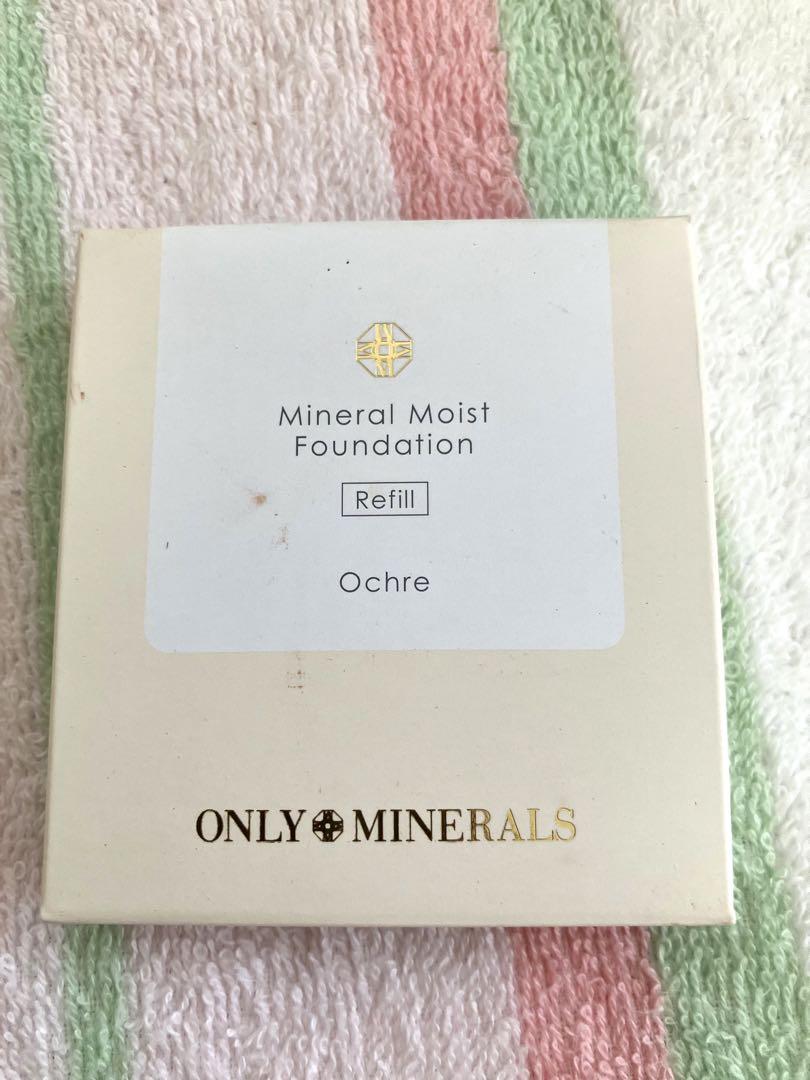 Mineral Moist
Foundation
Refill
Ochre
ONLY MINERALS